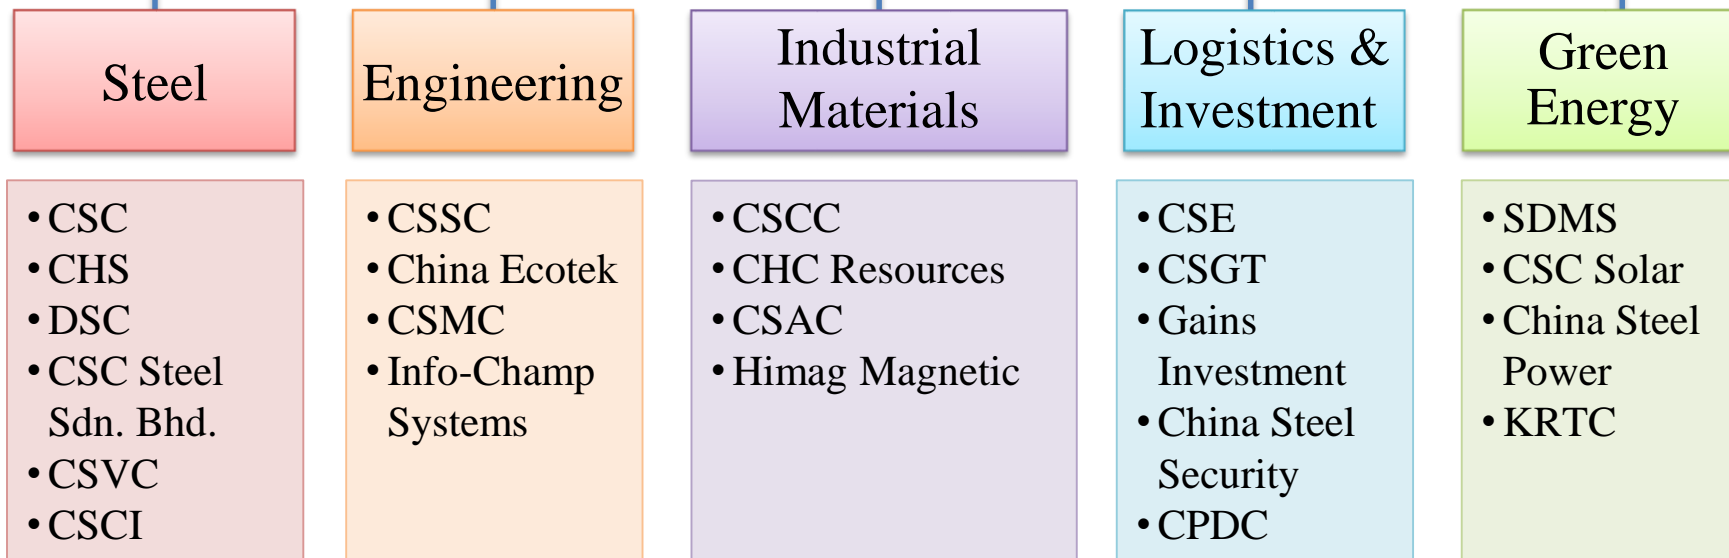 Steel
• CSC
• CHS
• DSC
• CSC Steel
Sdn. Bhd.
• CSVC
• CSCI
Engineering
• CSSC
• China Ecotek
• CSMC
• Info-Champ
Systems
Industrial
Materials
• CSCC
• CHC Resources
• CSAC
• Himag Magnetic
Logistics &
Investment
• CSE
• CSGT
• Gains
Investment
• China Steel
Security
• CPDC
Green
Energy
• SDMS
• CSC Solar
• China Steel
Power
• KRTC